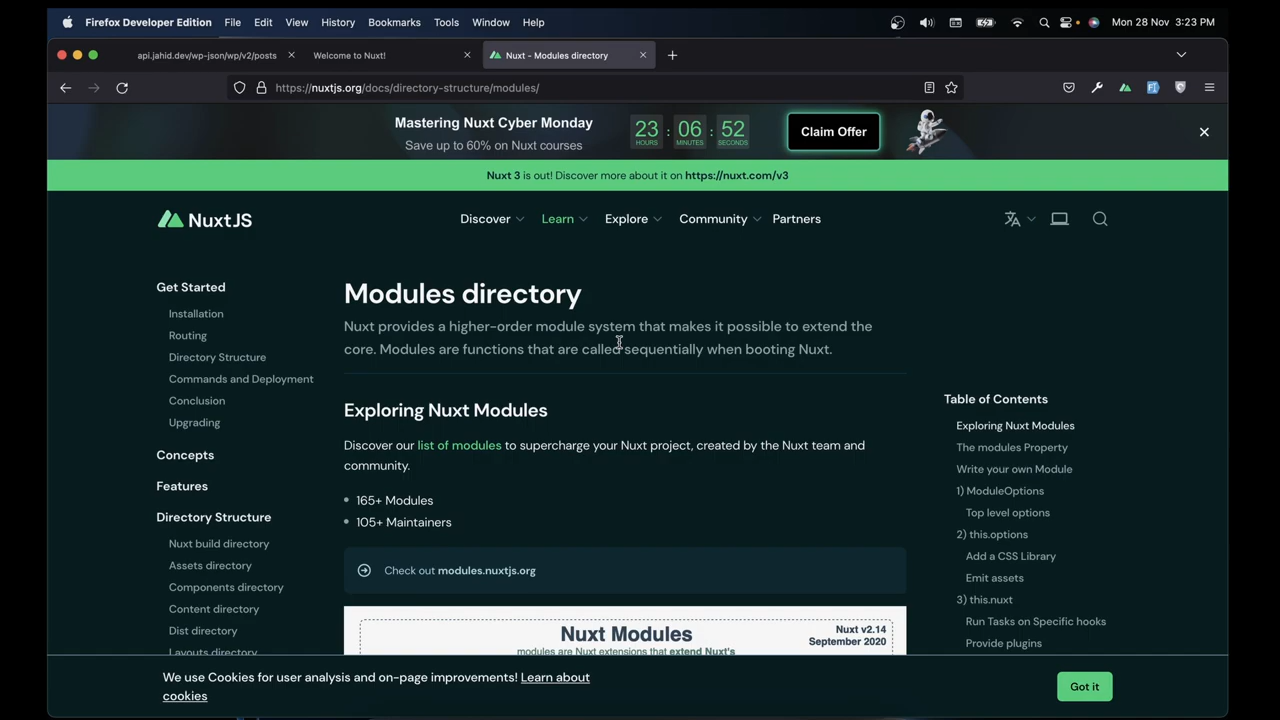 Firefox Developer Edition File Edit View History Bookmarks Tools Window Help Mon 28 Nov 3:23 PM
api.jahid.dev/wp-json/wp/v2/posts Welcome to Nuxt! Nuxt - Modules directory
https://nuxtjs.org/docs/directory-structure/modules/
Mastering Nuxt Cyber Monday
Save up to 60% on Nuxt courses
23 : 06 : 52
HOURS MINUTES SECONDS
Claim Offer
Nuxt 3 is out! Discover more about it on https://nuxt.com/v3
NuxtJS Discover Learn Explore Community Partners
Get Started
Installation
Routing
Directory Structure
Commands and Deployment
Conclusion
Upgrading
Concepts
Features
Directory Structure
Nuxt build directory
Assets directory
Components directory
Content directory
Dist directory
Layouts directory
Modules directory
Nuxt provides a higher-order module system that makes it possible to extend the
core. Modules are functions that are called sequentially when booting Nuxt.
Exploring Nuxt Modules
Discover our list of modules to supercharge your Nuxt project, created by the Nuxt team and
community.
165+ Modules
105+ Maintainers
Check out modules.nuxtjs.org
Nuxt Modules
modules are Nuxt extensions that extend Nuxt's
Nuxt v2.14
September 2020
Table of Contents
Exploring Nuxt Modules
The modules Property
Write your own Module
1) ModuleOptions
Top level options
2) this.options
Add a CSS Library
Emit assets
3) this.nuxt
Run Tasks on Specific hooks
Provide plugins
We use Cookies for user analysis and on-page improvements! Learn about
cookies
Got it